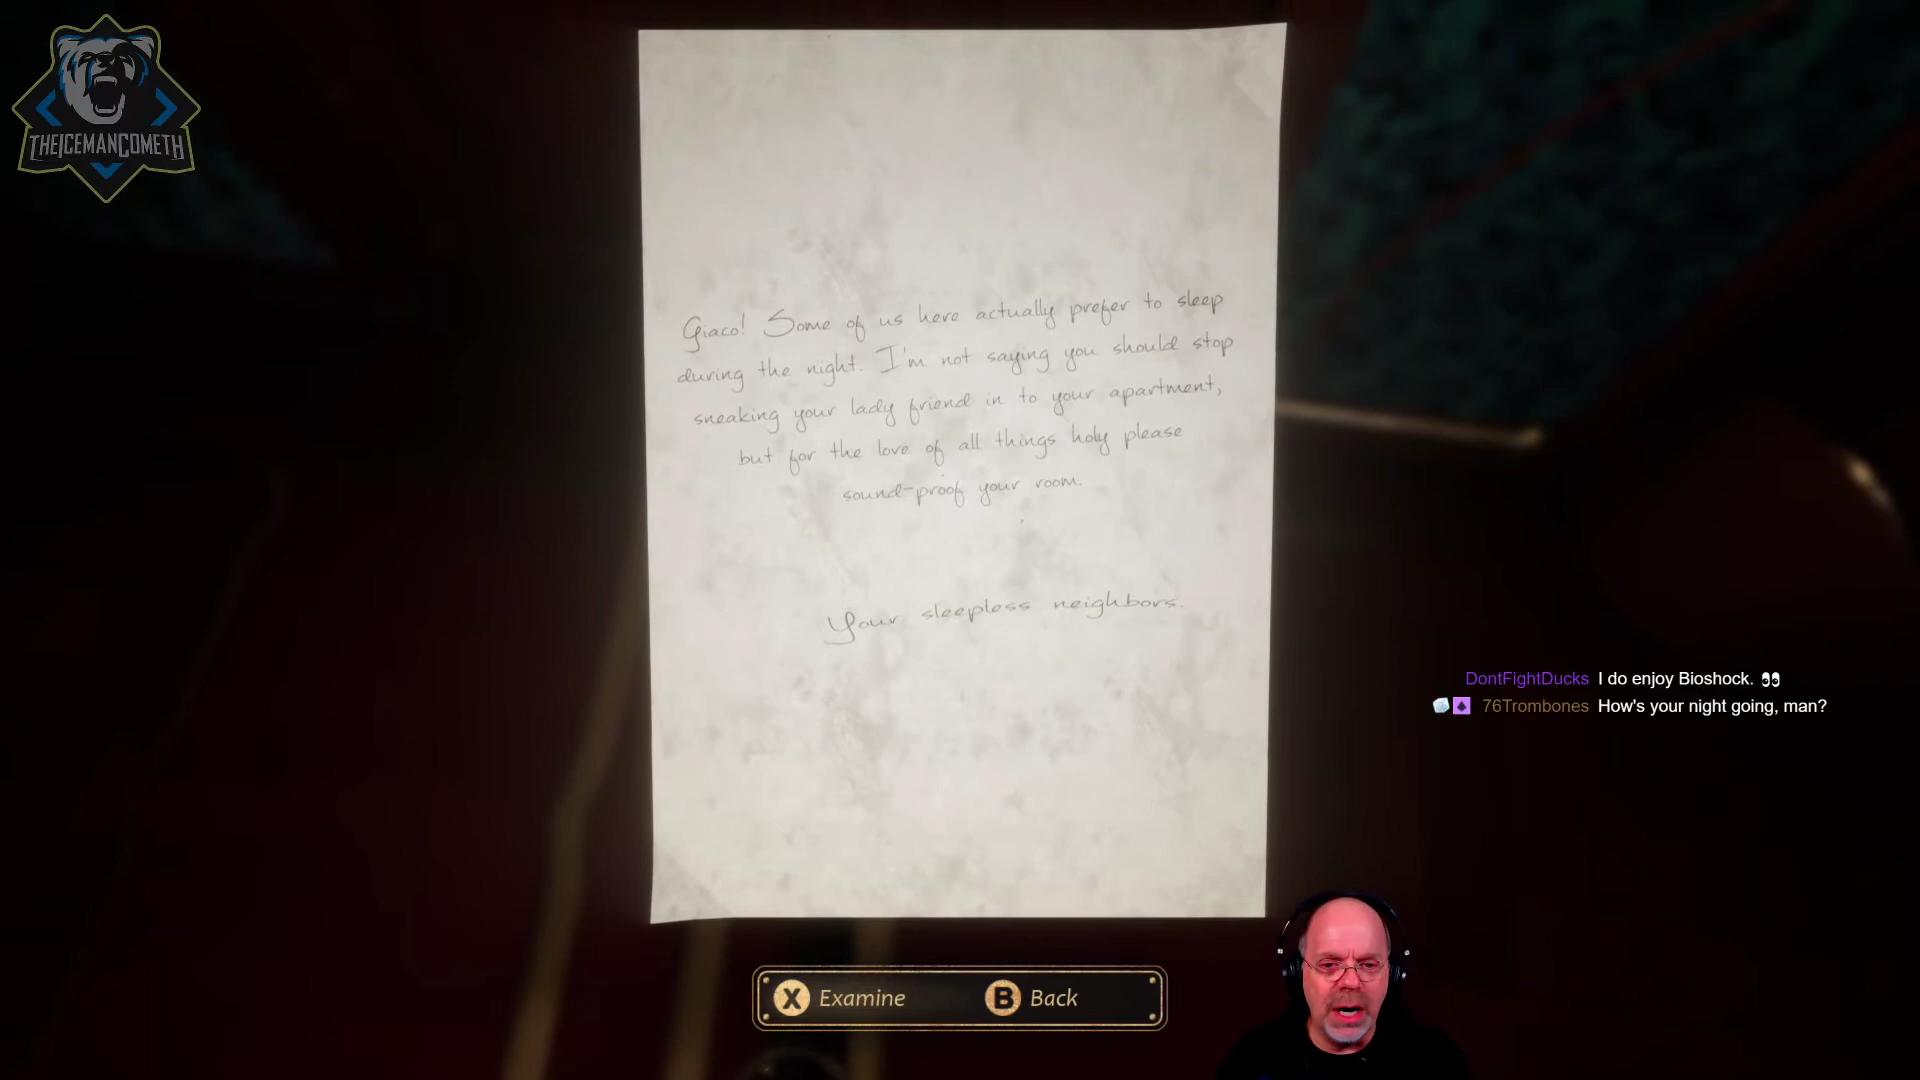 THEICEMANCOMETH
Giaco! Some of us here actually prefer to sleep
during the night. I'm not saying you should stop
sneaking your lady friend in to your apartment,
but for the love of all things holy please
sound-proof your room.
Your sleepless neighbors.
DontFightDucks I do enjoy Bioshock. 👀
76Trombones How's your night going, man?
X Examine B Back